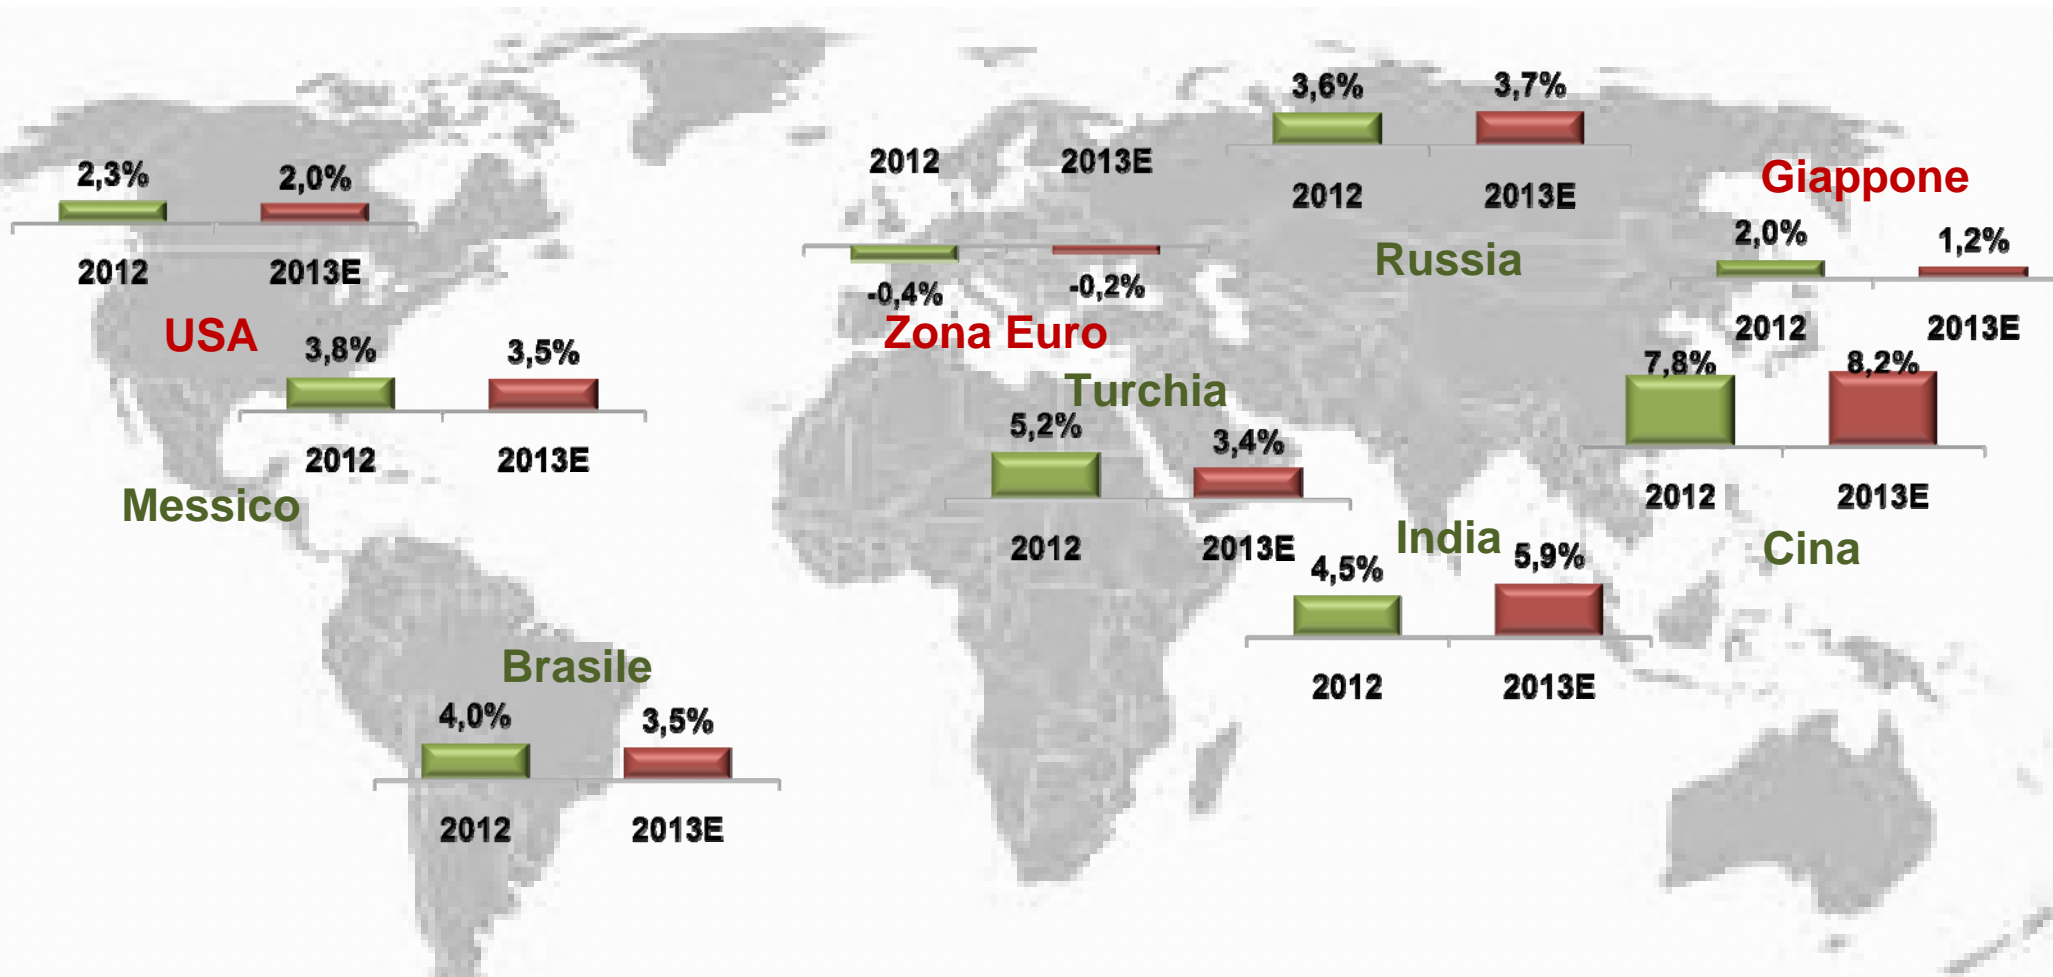 2,3% 2,0%
2012 2013E
USA
3,8% 3,5%
2012 2013E
Messico
Brasile
4,0% 3,5%
2012 2013E
2012 2013E
-0,4% -0,2%
Zona Euro
Turchia
5,2% 3,4%
2012 2013E
3,6% 3,7%
2012 2013E
Russia
India
4,5% 5,9%
2012 2013E
Giappone
2,0% 1,2%
2012 2013E
7,8% 8,2%
2012 2013E
Cina